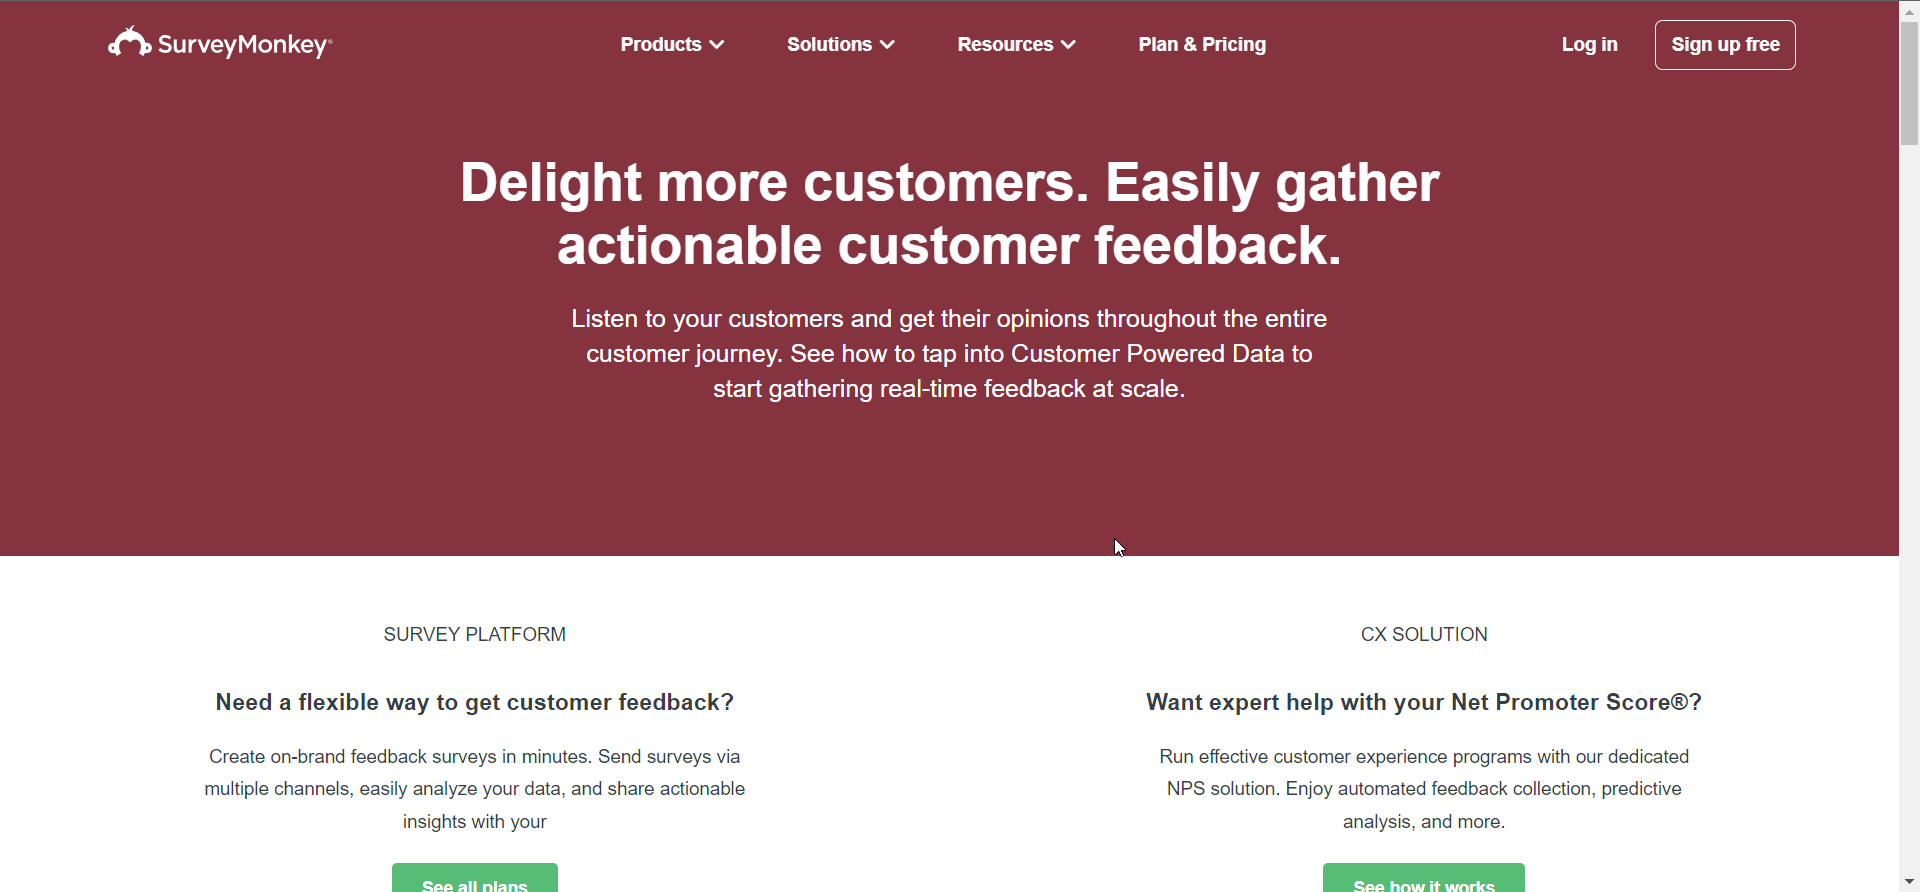 SurveyMonkey®
Products
Solutions
Resources
Plan & Pricing
Log in
Sign up free
Delight more customers. Easily gather
actionable customer feedback.
Listen to your customers and get their opinions throughout the entire
customer journey. See how to tap into Customer Powered Data to
start gathering real-time feedback at scale.
SURVEY PLATFORM
Need a flexible way to get customer feedback?
Create on-brand feedback surveys in minutes. Send surveys via
multiple channels, easily analyze your data, and share actionable
insights with your
See all plans
CX SOLUTION
Want expert help with your Net Promoter Score®?
Run effective customer experience programs with our dedicated
NPS solution. Enjoy automated feedback collection, predictive
analysis, and more.
See how it works